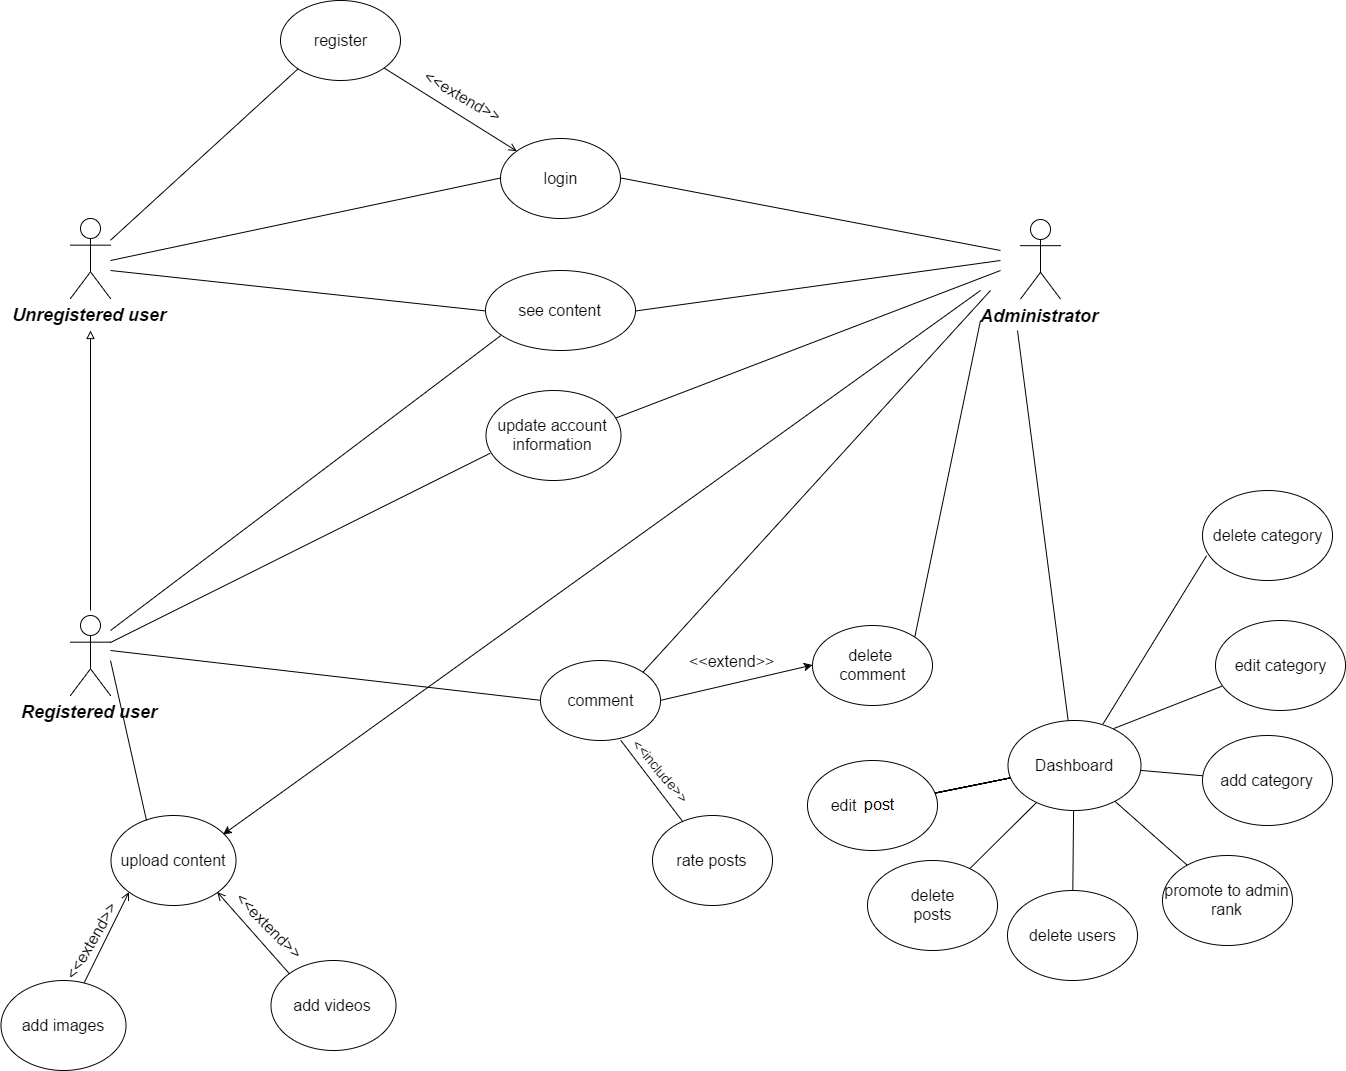 register
<<extend>>
login
Unregistered user
see content
Administrator
update account
information
delete category
edit category
Registered user
comment
<<extend>>
delete
comment
<<include>>
Dashboard
add category
edit post
upload content
rate posts
delete
posts
promote to admin
rank
delete users
<<extend>>
<<extend>>
add images
add videos